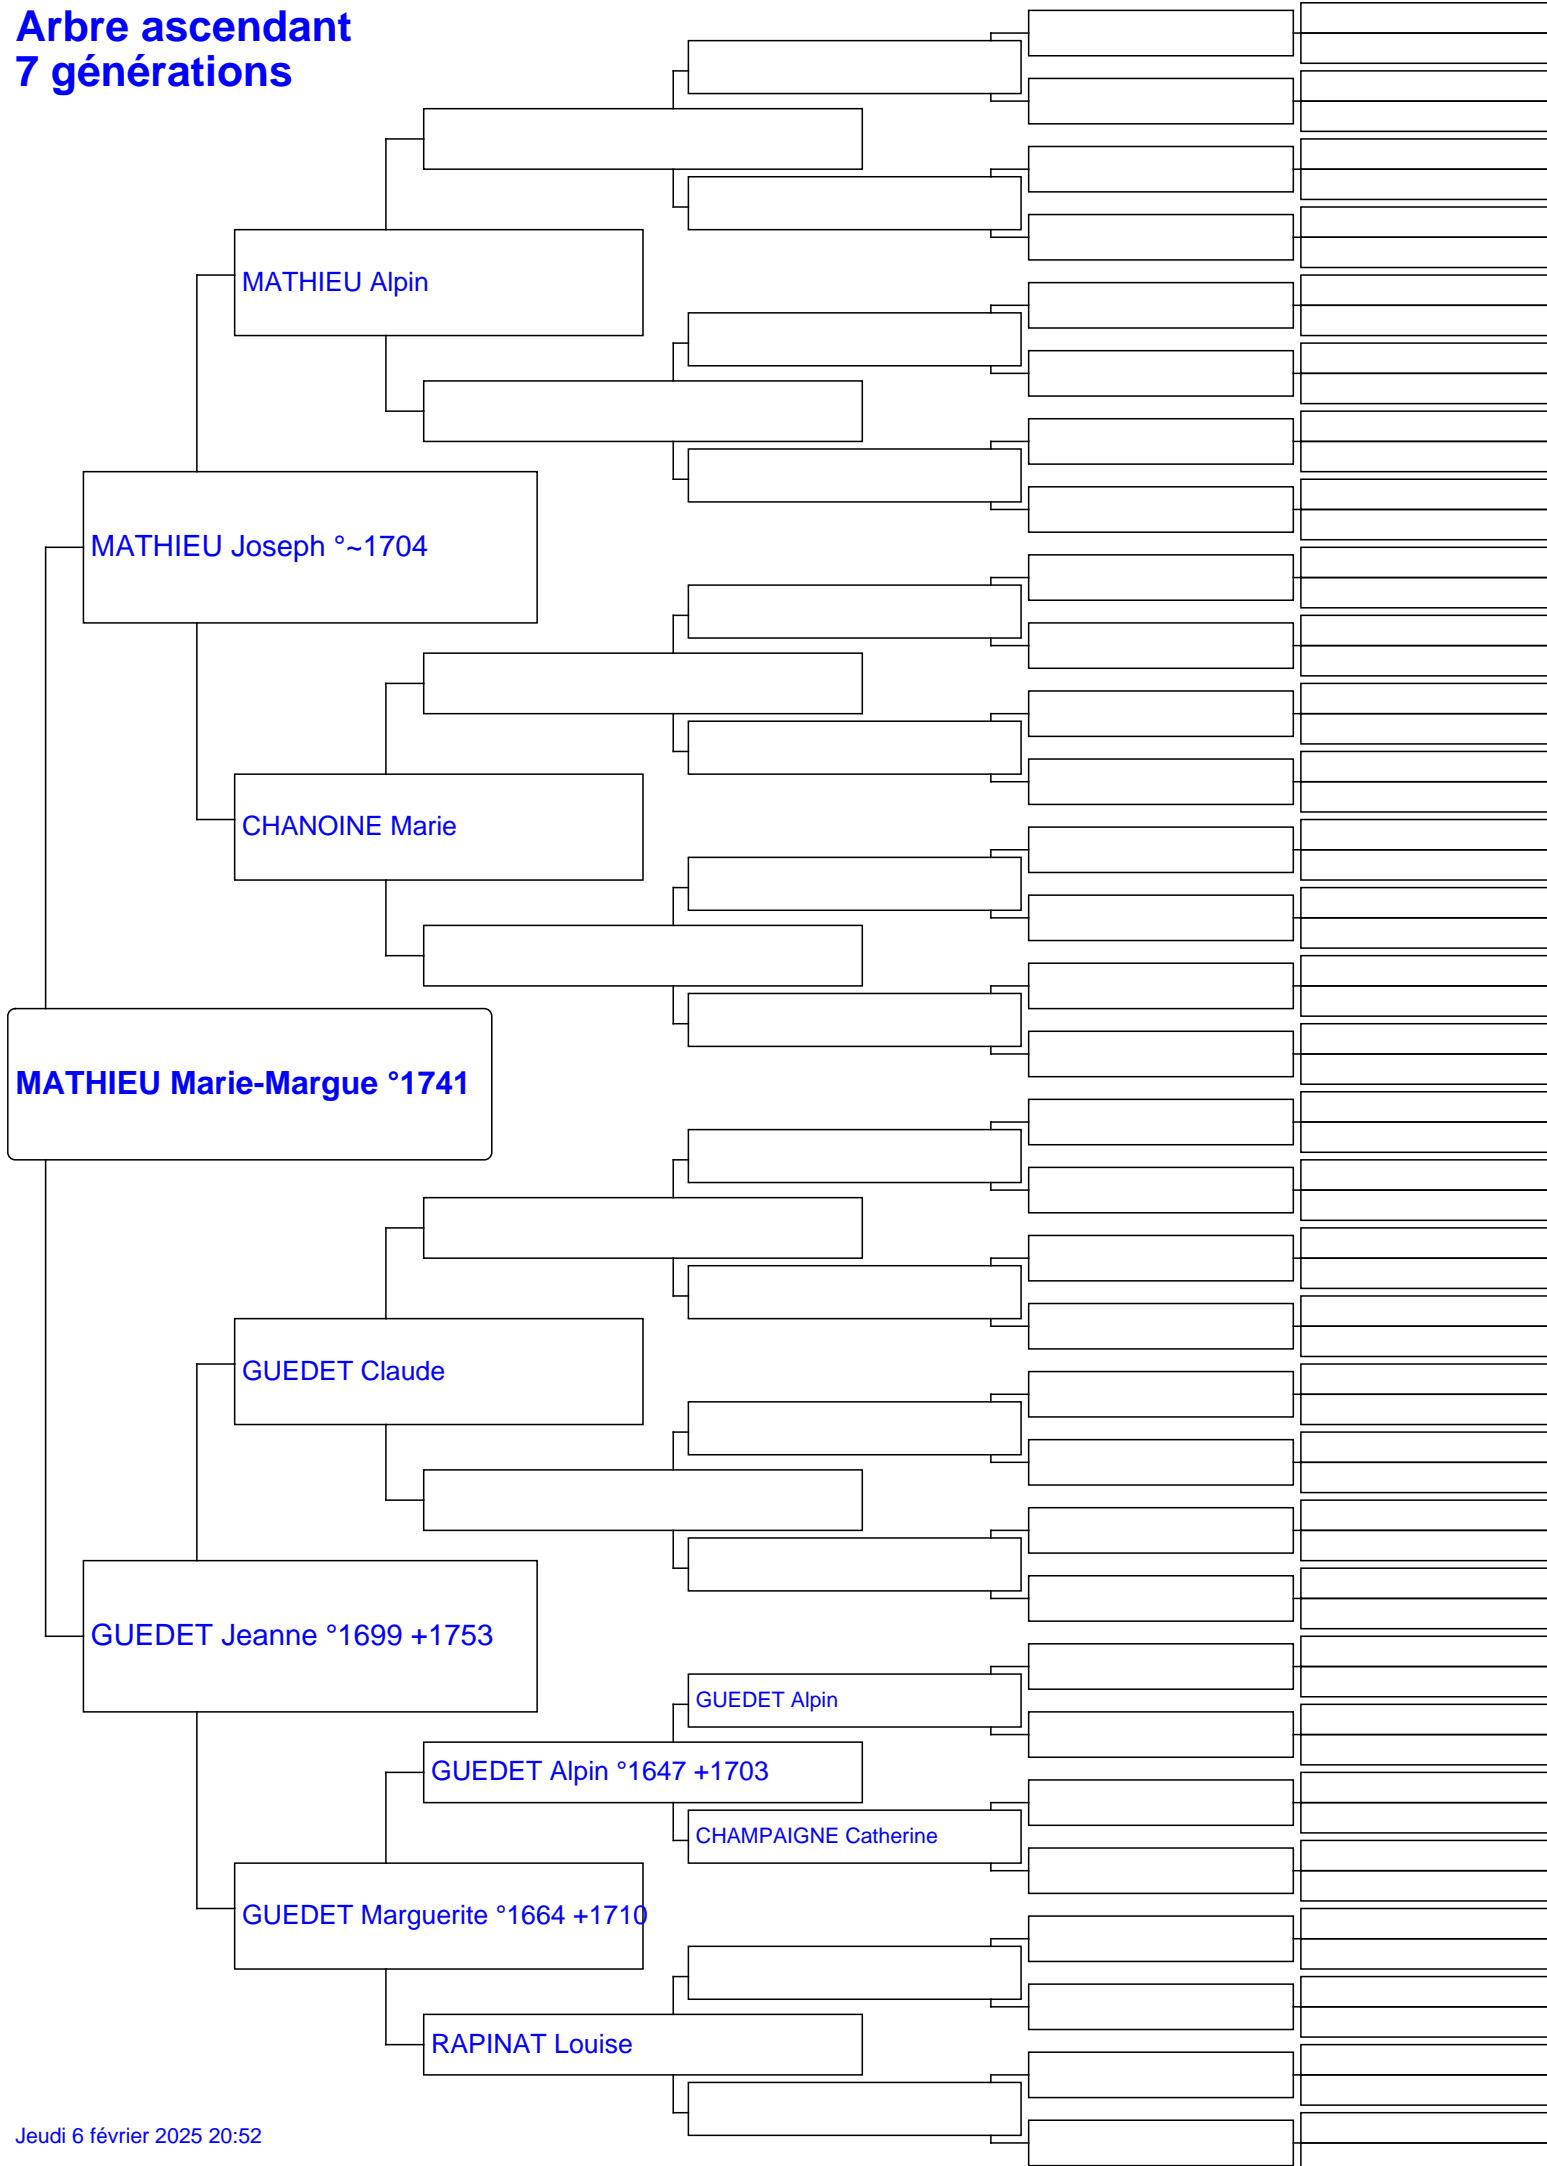 Arbre ascendant
7 générations
MATHIEU Alpin
MATHIEU Joseph °~1704
CHANOINE Marie
MATHIEU Marie-Margue °1741
GUEDET Claude
GUEDET Jeanne °1699 +1753
GUEDET Alpin
GUEDET Alpin °1647 +1703
CHAMPAIGNE Catherine
GUEDET Marguerite °1664 +1710
RAPINAT Louise
Jeudi 6 février 2025 20:52